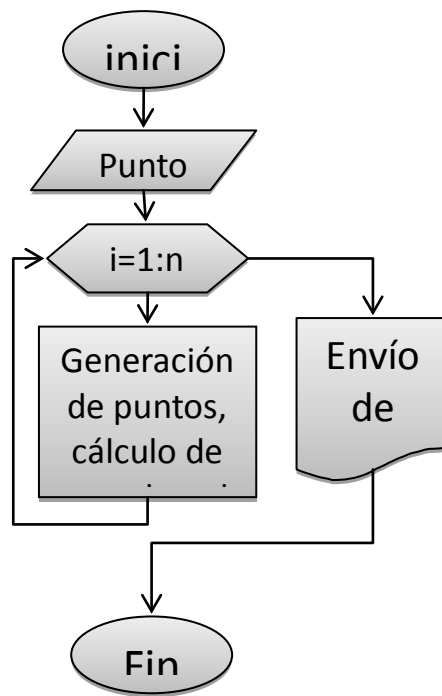 inici
Punto
i=1:n
Generación
de puntos,
cálculo de
Envío
de
Fin